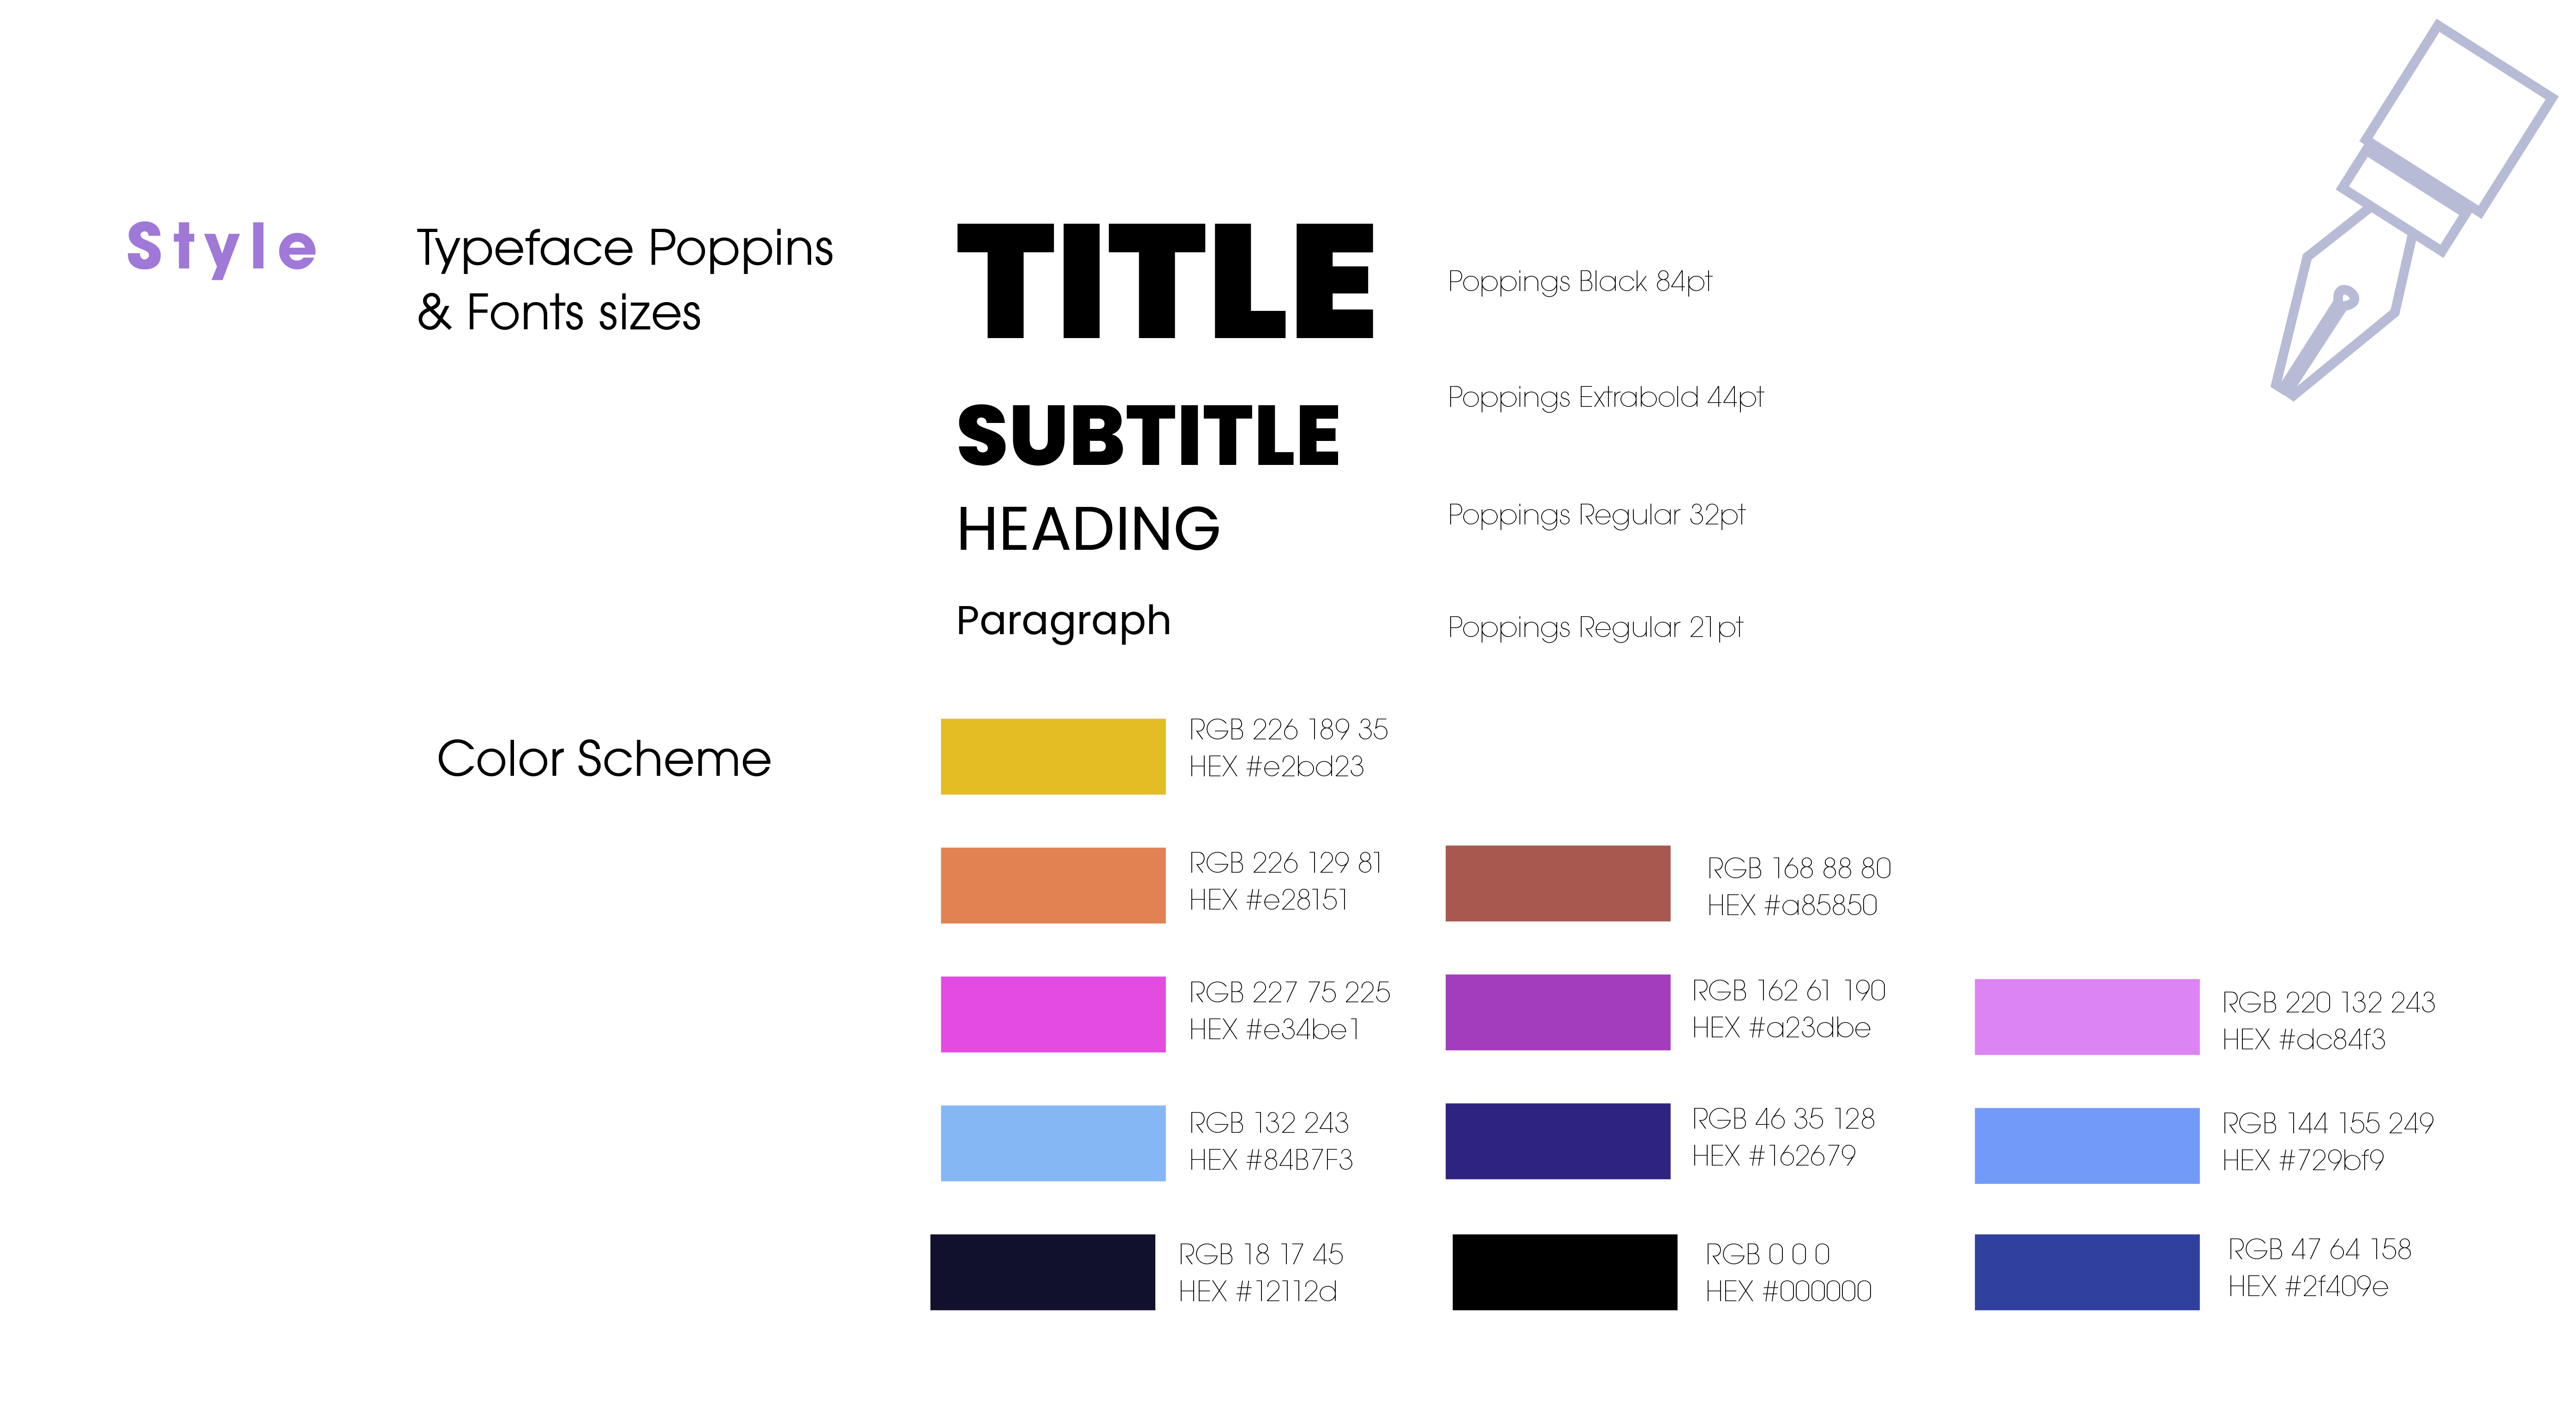 Style
Typeface Poppins
& Fonts sizes
TITLE
Poppings Black 84pt
SUBTITLE
Poppings Extrabold 44pt
HEADING
Poppings Regular 32pt
Paragraph
Poppings Regular 21pt
Color Scheme
RGB 226 189 35
HEX #e2bd23
RGB 226 129 81
HEX #e28151
RGB 168 88 80
HEX #a85850
RGB 227 75 225
HEX #e34be1
RGB 162 61 190
HEX #a23dbe
RGB 220 132 243
HEX #dc84f3
RGB 132 243
HEX #84B7F3
RGB 46 35 128
HEX #162679
RGB 144 155 249
HEX #729bf9
RGB 18 17 45
HEX #12112d
RGB 0 0 0
HEX #000000
RGB 47 64 158
HEX #2f409e